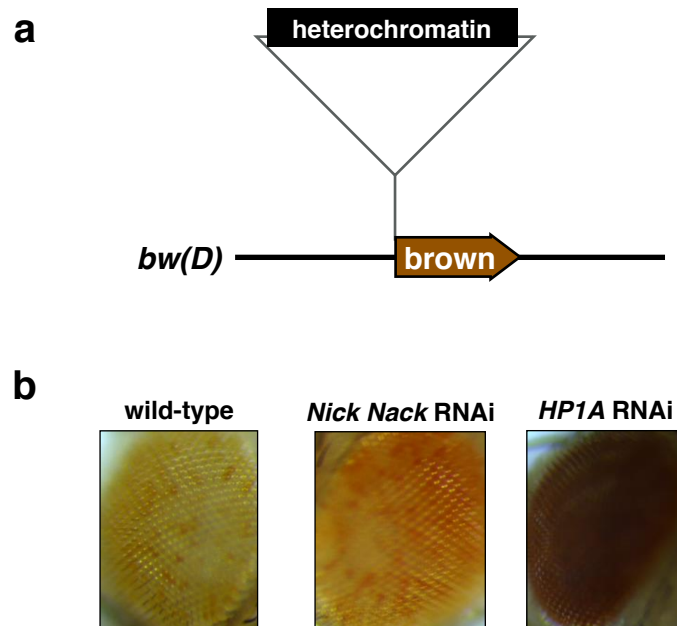 a
heterochromatin
bw(D)
brown
b
wild-type
Nick Nack RNAi
HP1A RNAi